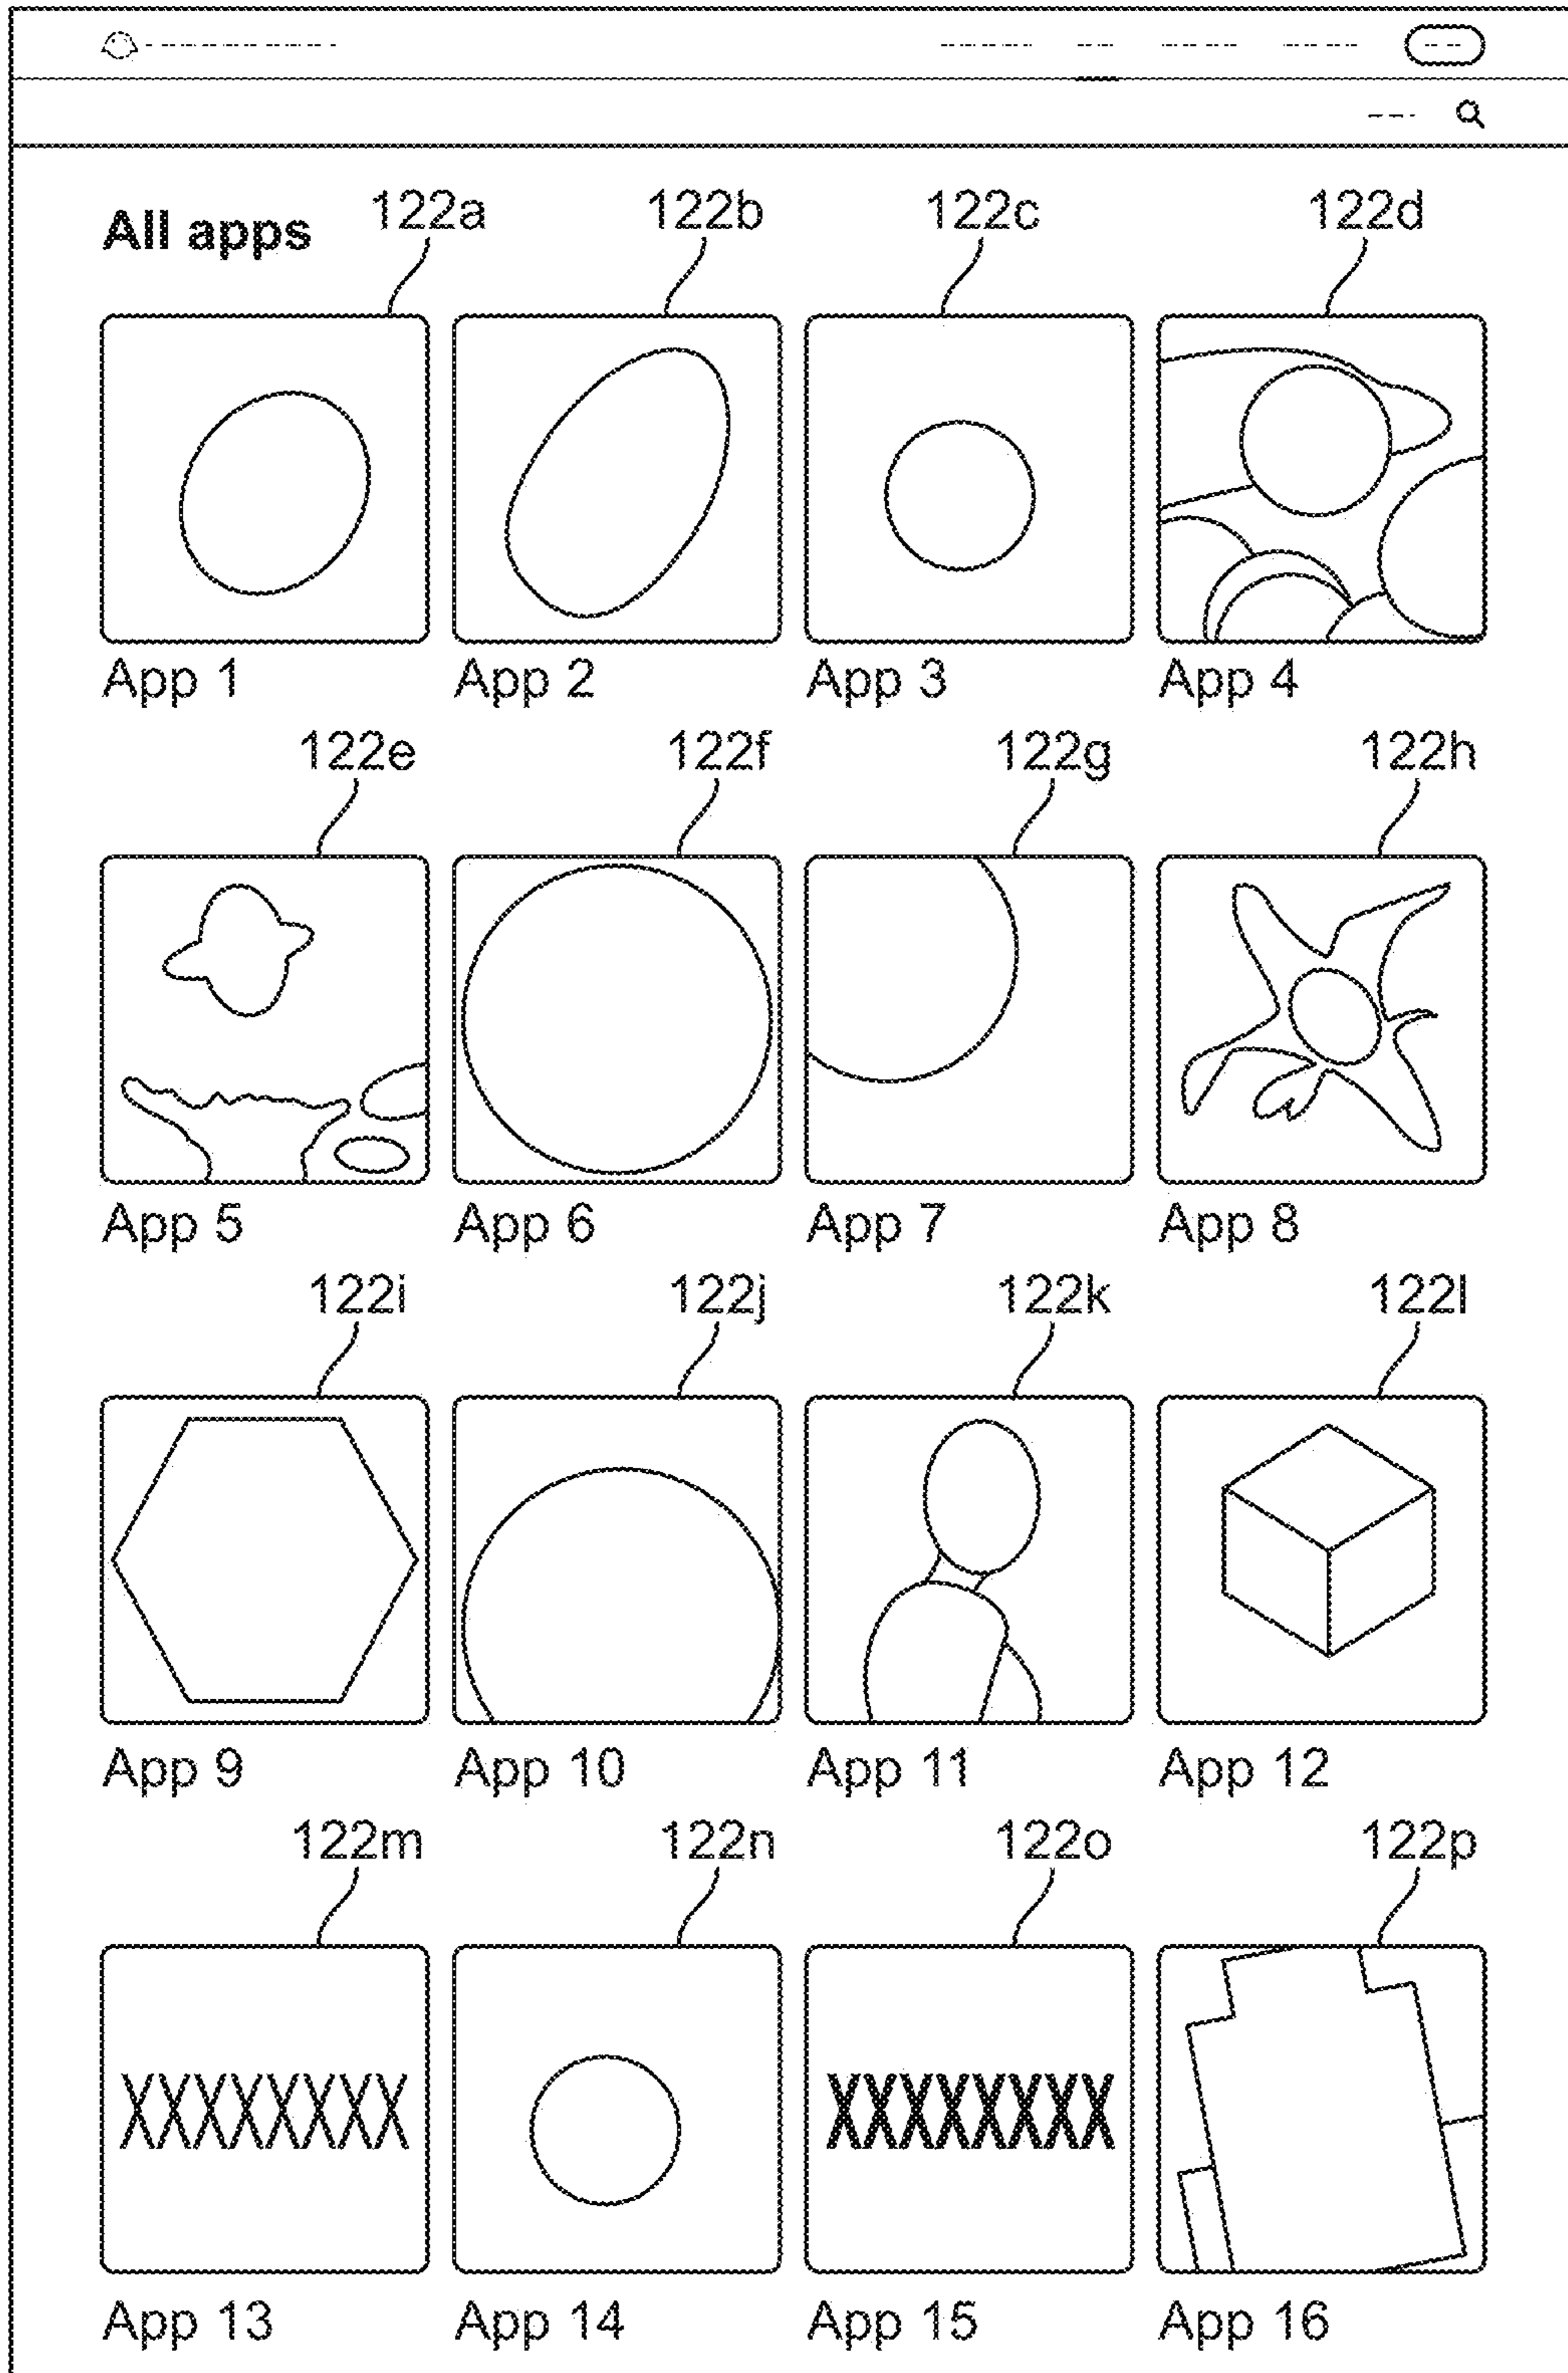 All apps 122a 122b 122c 122d
App 1 App 2 App 3 App 4
122e 122f 122g 122h
App 5 App 6 App 7 App 8
122i 122j 122k 122l
App 9 App 10 App 11 App 12
122m 122n 122o 122p
XXXXXXXX XXXXXXXX
App 13 App 14 App 15 App 16